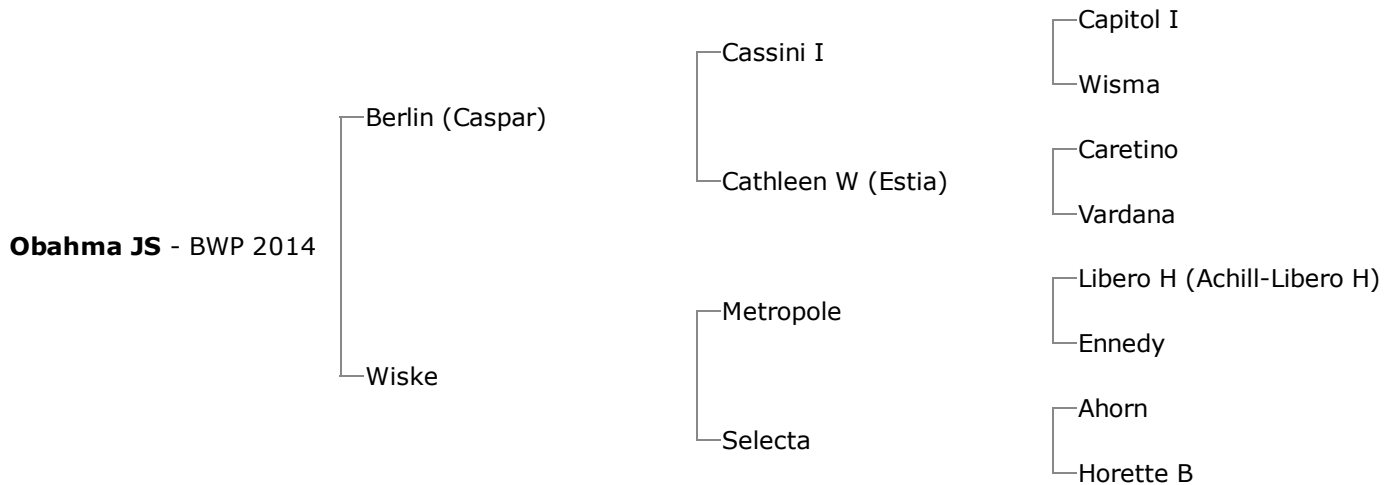 Capitol I
Cassini I
Wisma
Berlin (Caspar)
Caretino
Cathleen W (Estia)
Vardana
Obahma JS - BWP 2014
Libero H (Achill-Libero H)
Metropole
Ennedy
Wiske
Ahorn
Selecta
Horette B